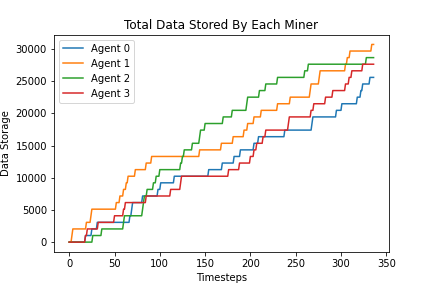 Total Data Stored By Each Miner
Agent 0
Agent 1
Agent 2
Agent 3
Data Storage
30000
25000
20000
15000
10000
5000
0
0 50 100 150 200 250 300 350
Timesteps